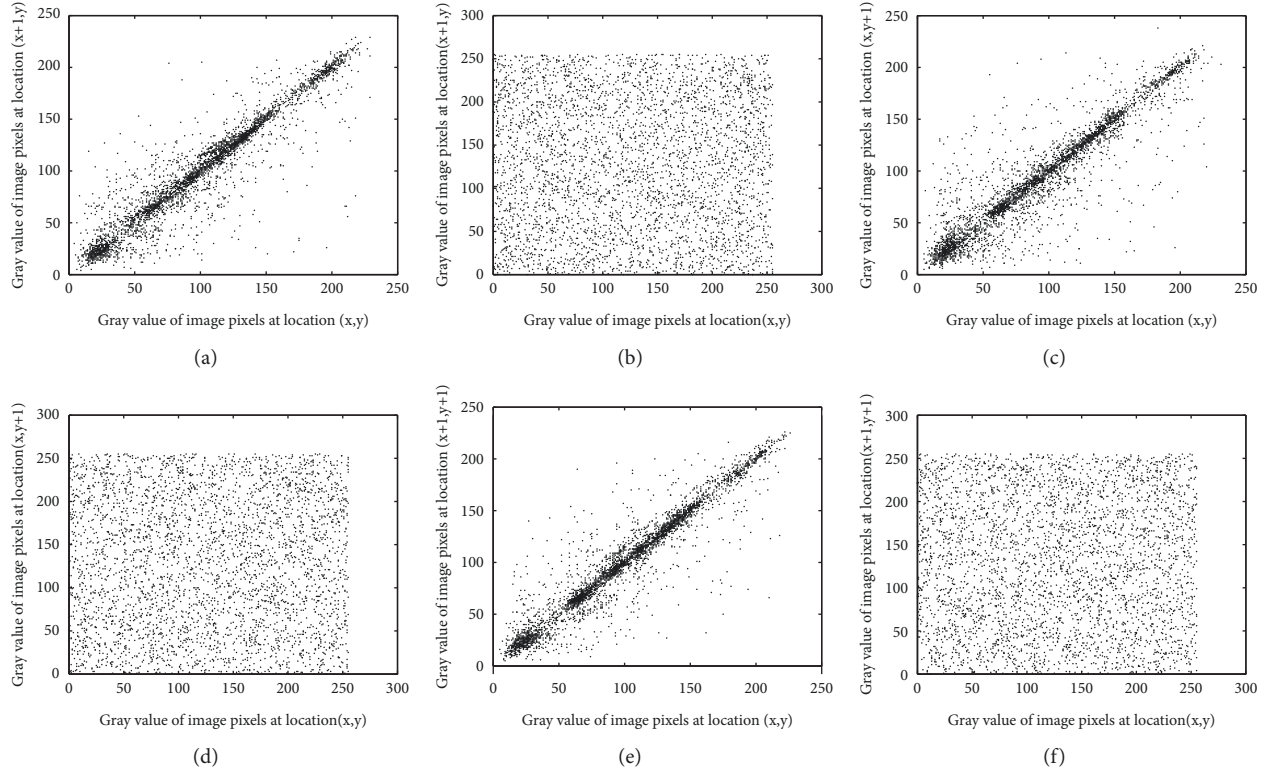 Gray value of image pixels at location (x+1,y)
250
200
150
100
50
0
0 50 100 150 200 250
Gray value of image pixels at location (x,y)
(a)
Gray value of image pixels at location(x+1,y)
300
250
200
150
100
50
0
0 50 100 150 200 250 300
Gray value of image pixels at location(x,y)
(b)
Gray value of image pixels at location (x,y+1)
250
200
150
100
50
0
0 50 100 150 200 250
Gray value of image pixels at location (x,y)
(c)
Gray value of image pixels at location(x,y+1)
300
250
200
150
100
50
0
0 50 100 150 200 250 300
Gray value of image pixels at location(x,y)
(d)
Gray value of image pixels at location (x+1,y+1)
250
200
150
100
50
0
0 50 100 150 200 250
Gray value of image pixels at location (x,y)
(e)
Gray value of image pixels at location(x+1,y+1)
300
250
200
150
100
50
0
0 50 100 150 200 250 300
Gray value of image pixels at location(x,y)
(f)